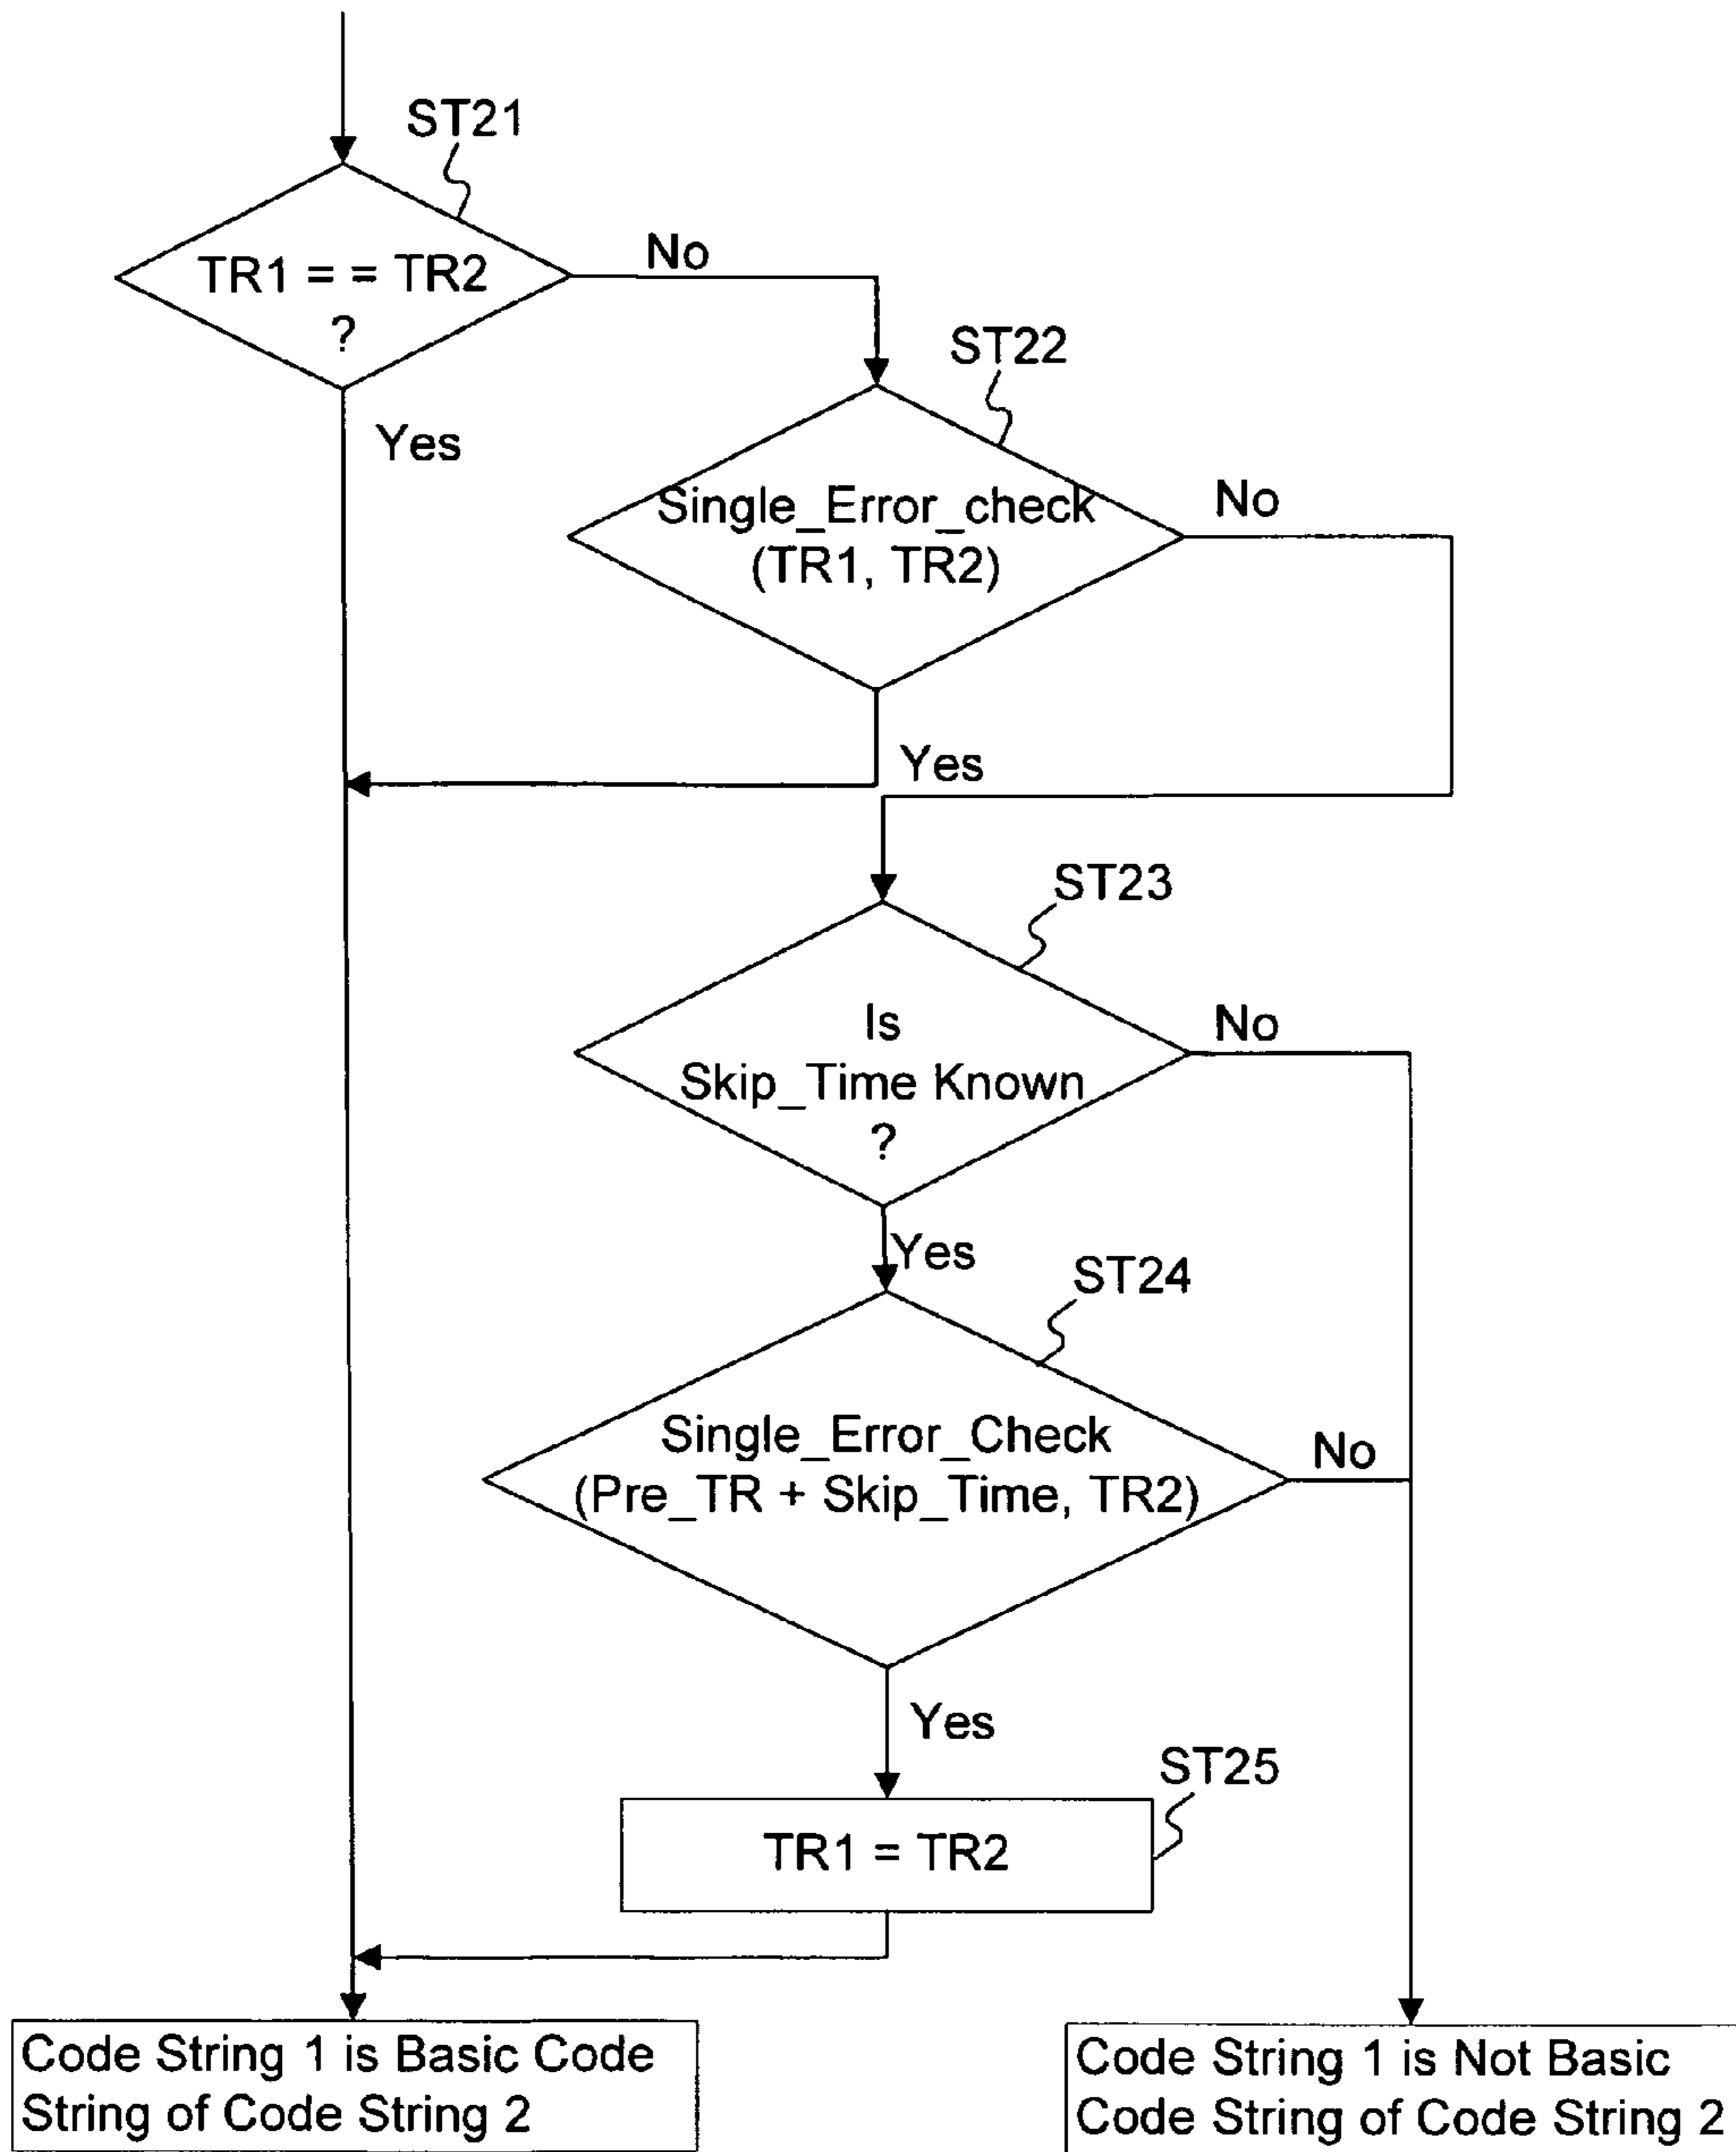 ST21
TR1 = = TR2
?
No
Yes
ST22
Single_Error_check
(TR1, TR2)
No
Yes
ST23
Is
Skip_Time Known
?
No
Yes
ST24
Single_Error_Check
(Pre_TR + Skip_Time, TR2)
No
Yes
ST25
TR1 = TR2
Code String 1 is Basic Code
String of Code String 2
Code String 1 is Not Basic
Code String of Code String 2